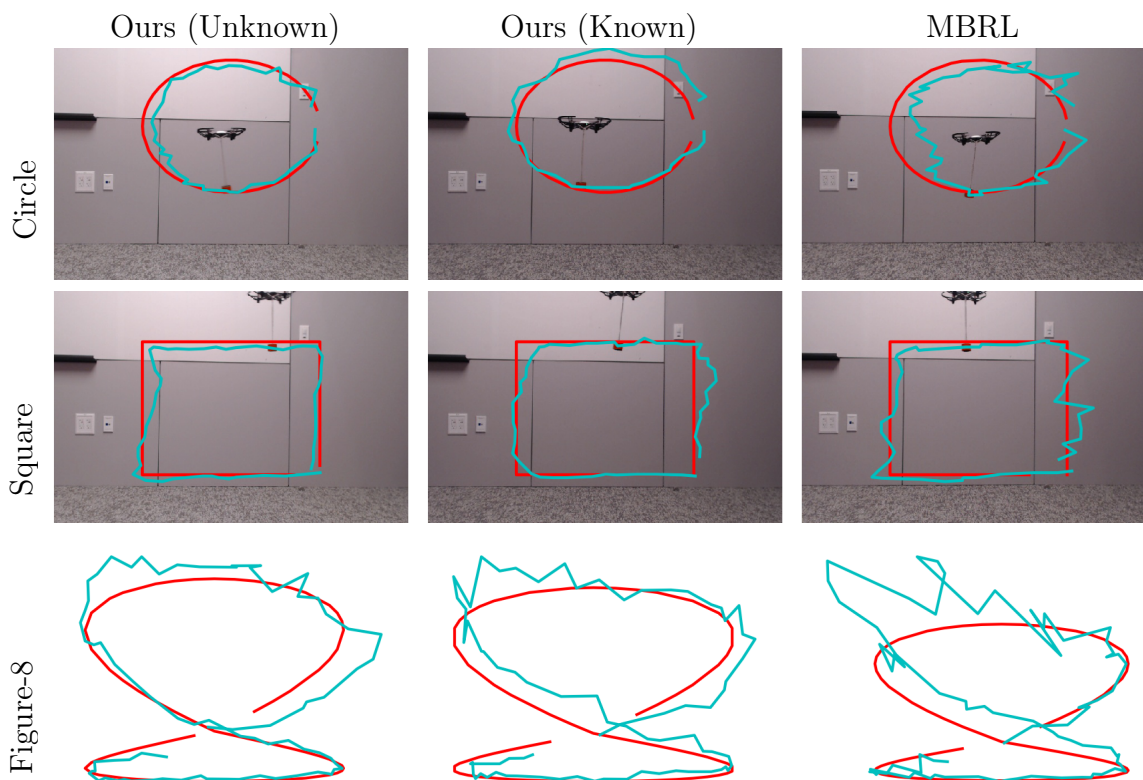 Ours (Unknown)
Ours (Known)
MBRL
Circle
Square
Figure-8